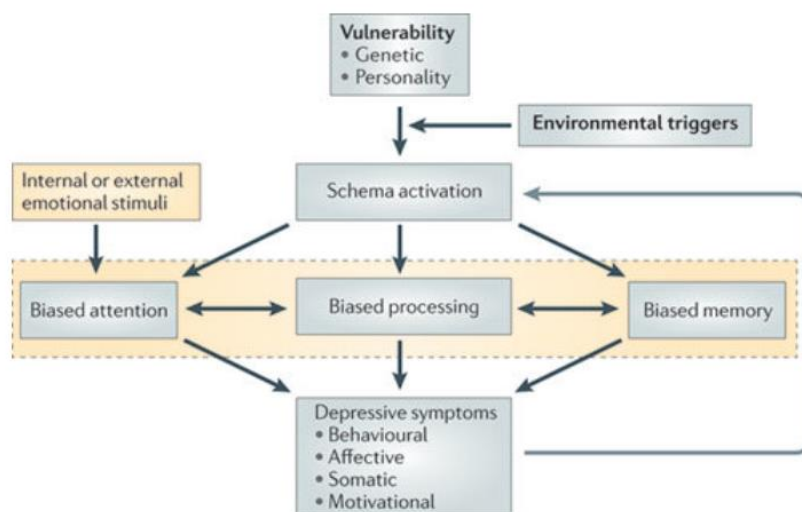 Vulnerability
• Genetic
• Personality
Environmental triggers
Internal or external
emotional stimuli
Schema activation
Biased attention
Biased processing
Biased memory
Depressive symptoms
• Behavioural
• Affective
• Somatic
• Motivational